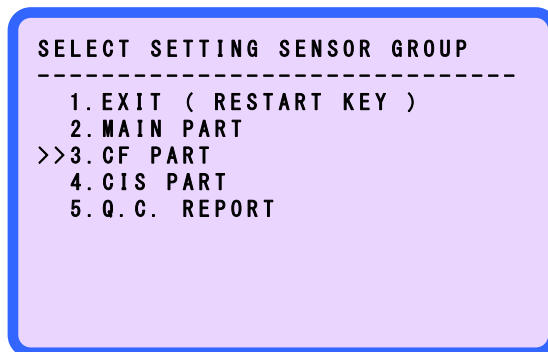 SELECT SETTING SENSOR GROUP
------------------------------
1.EXIT ( RESTART KEY )
2.MAIN PART
>>3.CF PART
4.CIS PART
5.Q.C. REPORT